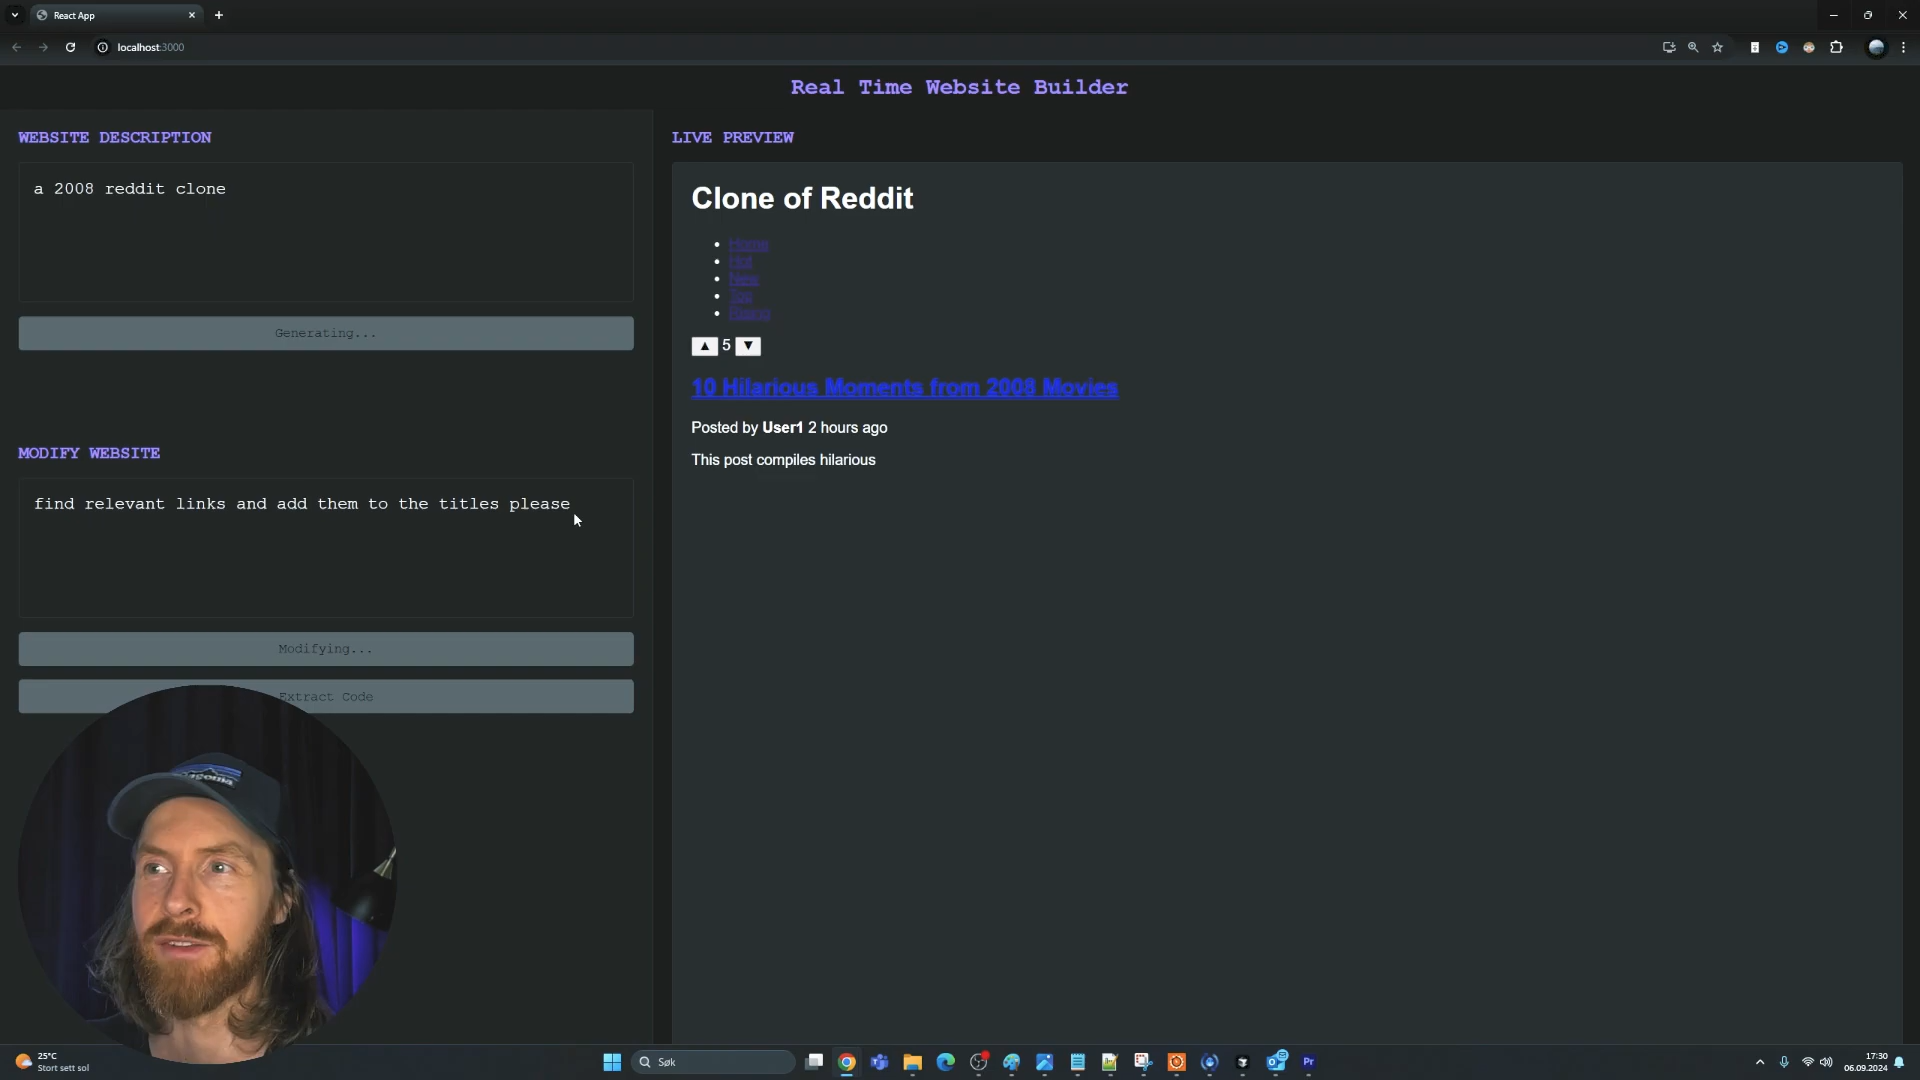 React App
localhost:3000
Real Time Website Builder
WEBSITE DESCRIPTION
a 2008 reddit clone
Generating...
MODIFY WEBSITE
find relevant links and add them to the titles please
Modifying...
Extract Code
LIVE PREVIEW
Clone of Reddit
Home
Hot
New
Top
Rising
▲ 5 ▼
10 Hilarious Moments from 2008 Movies
Posted by User1 2 hours ago
This post compiles hilarious
25°C
Stort sett sol
Søk
Pr
17:30
06.09.2024